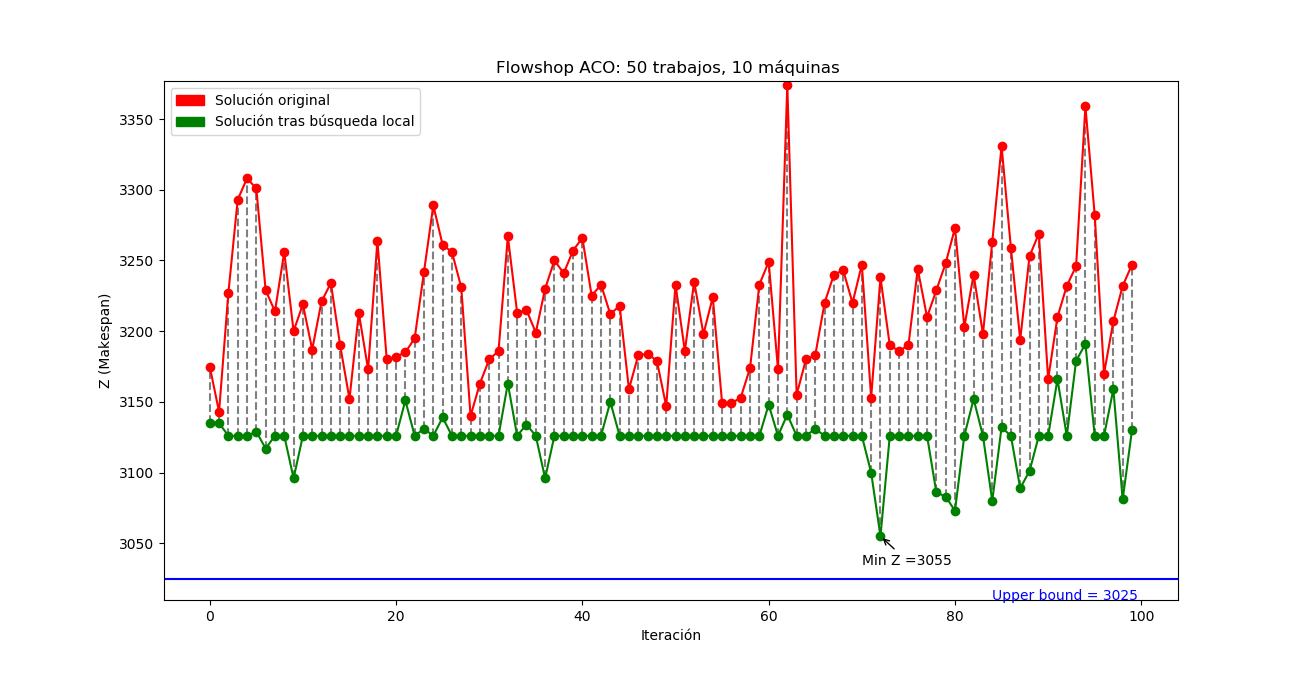 Flowshop ACO: 50 trabajos, 10 máquinas
Solución original
Solución tras búsqueda local
Z (Makespan)
3350
3300
3250
3200
3150
3100
3050
Min Z =3055
Upper bound = 3025
0
20
40
60
80
100
Iteración